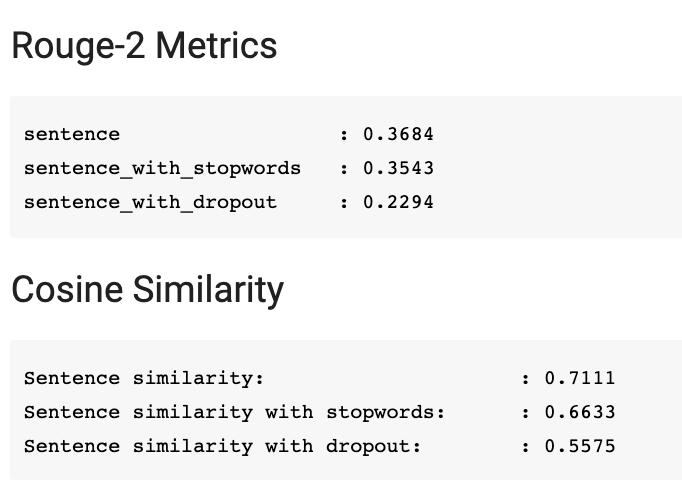 Rouge-2 Metrics
sentence : 0.3684
sentence_with_stopwords : 0.3543
sentence_with_dropout : 0.2294
Cosine Similarity
Sentence similarity: : 0.7111
Sentence similarity with stopwords: : 0.6633
Sentence similarity with dropout: : 0.5575